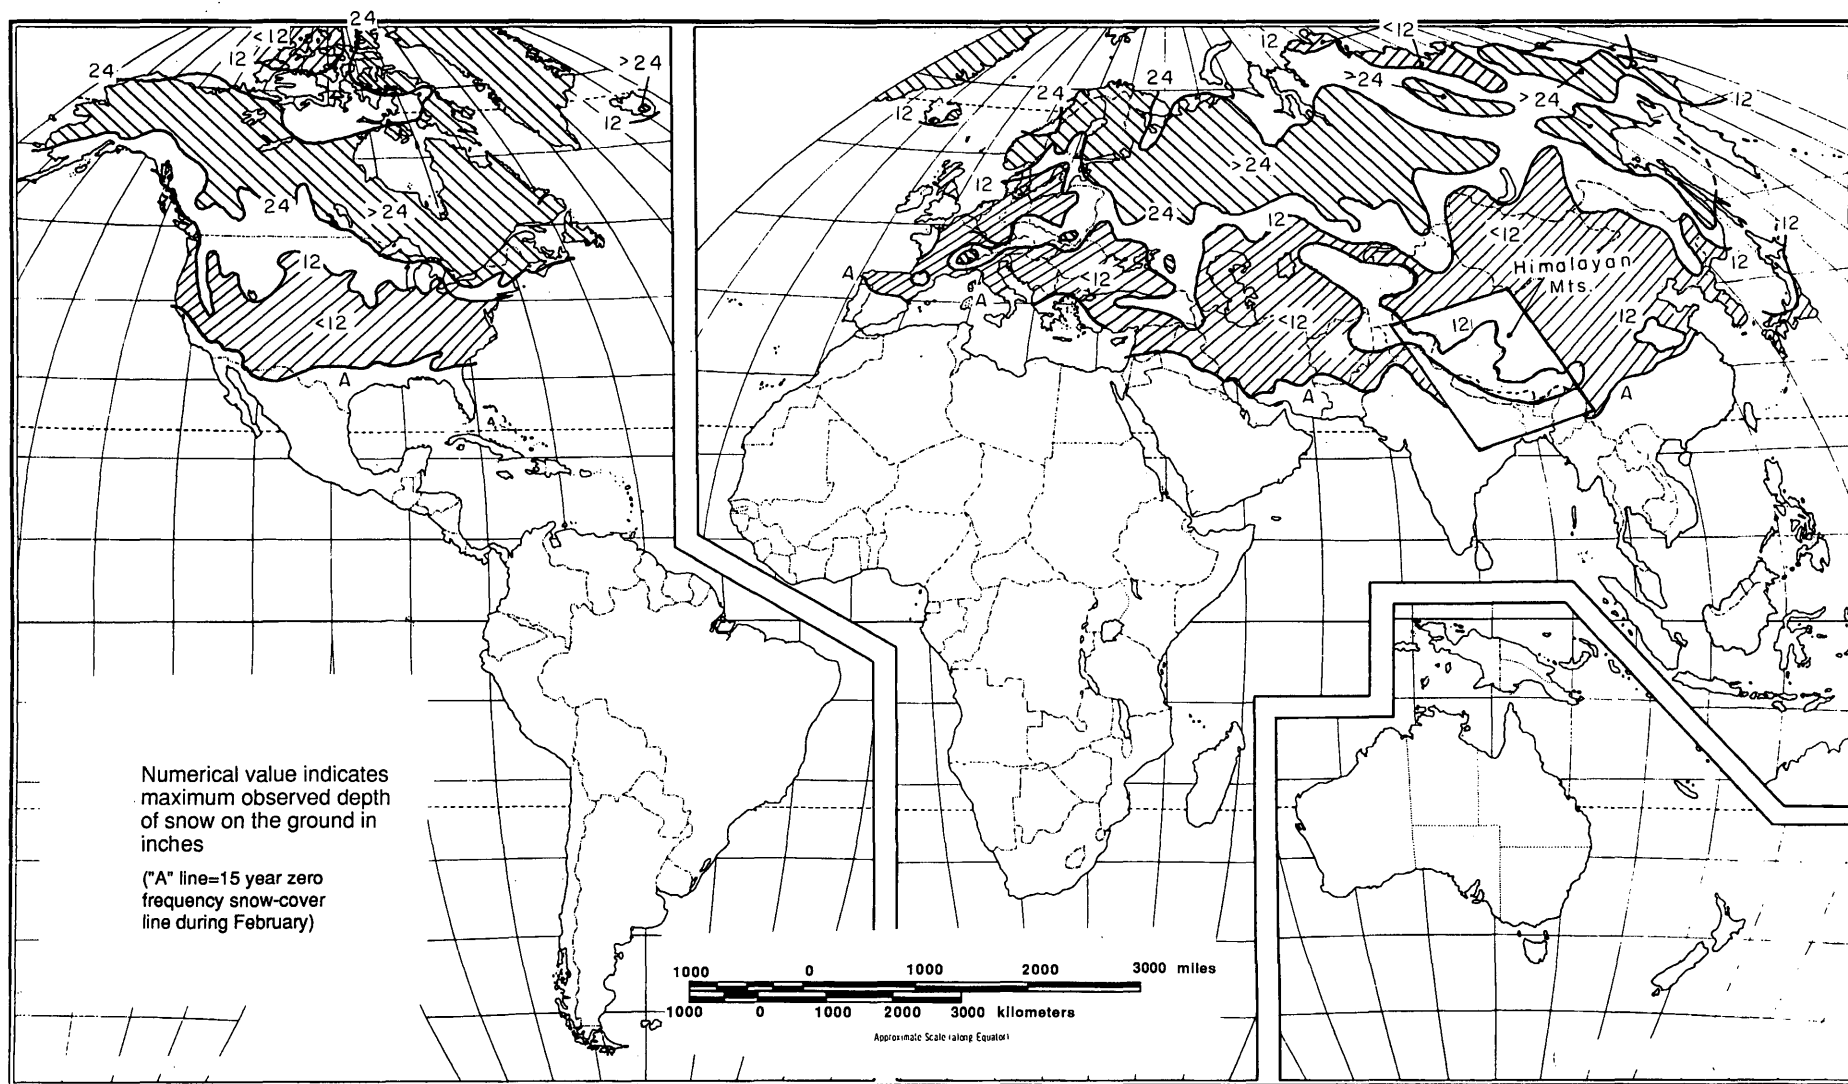 24
<12
12
24
>24
12
24
>24
12
<12
A
A
24
24
12
12
>24
24
12
12
<12
>24
>24
12
12
<12
12
12
A
A
<12
<12
Himalayan
Mts.
12
12
A
A
Numerical value indicates
maximum observed depth
of snow on the ground in
inches
("A" line=15 year zero
frequency snow-cover
line during February)
1000 0 1000 2000 3000 miles
1000 0 1000 2000 3000 kilometers
Approximate Scale (along Equator)